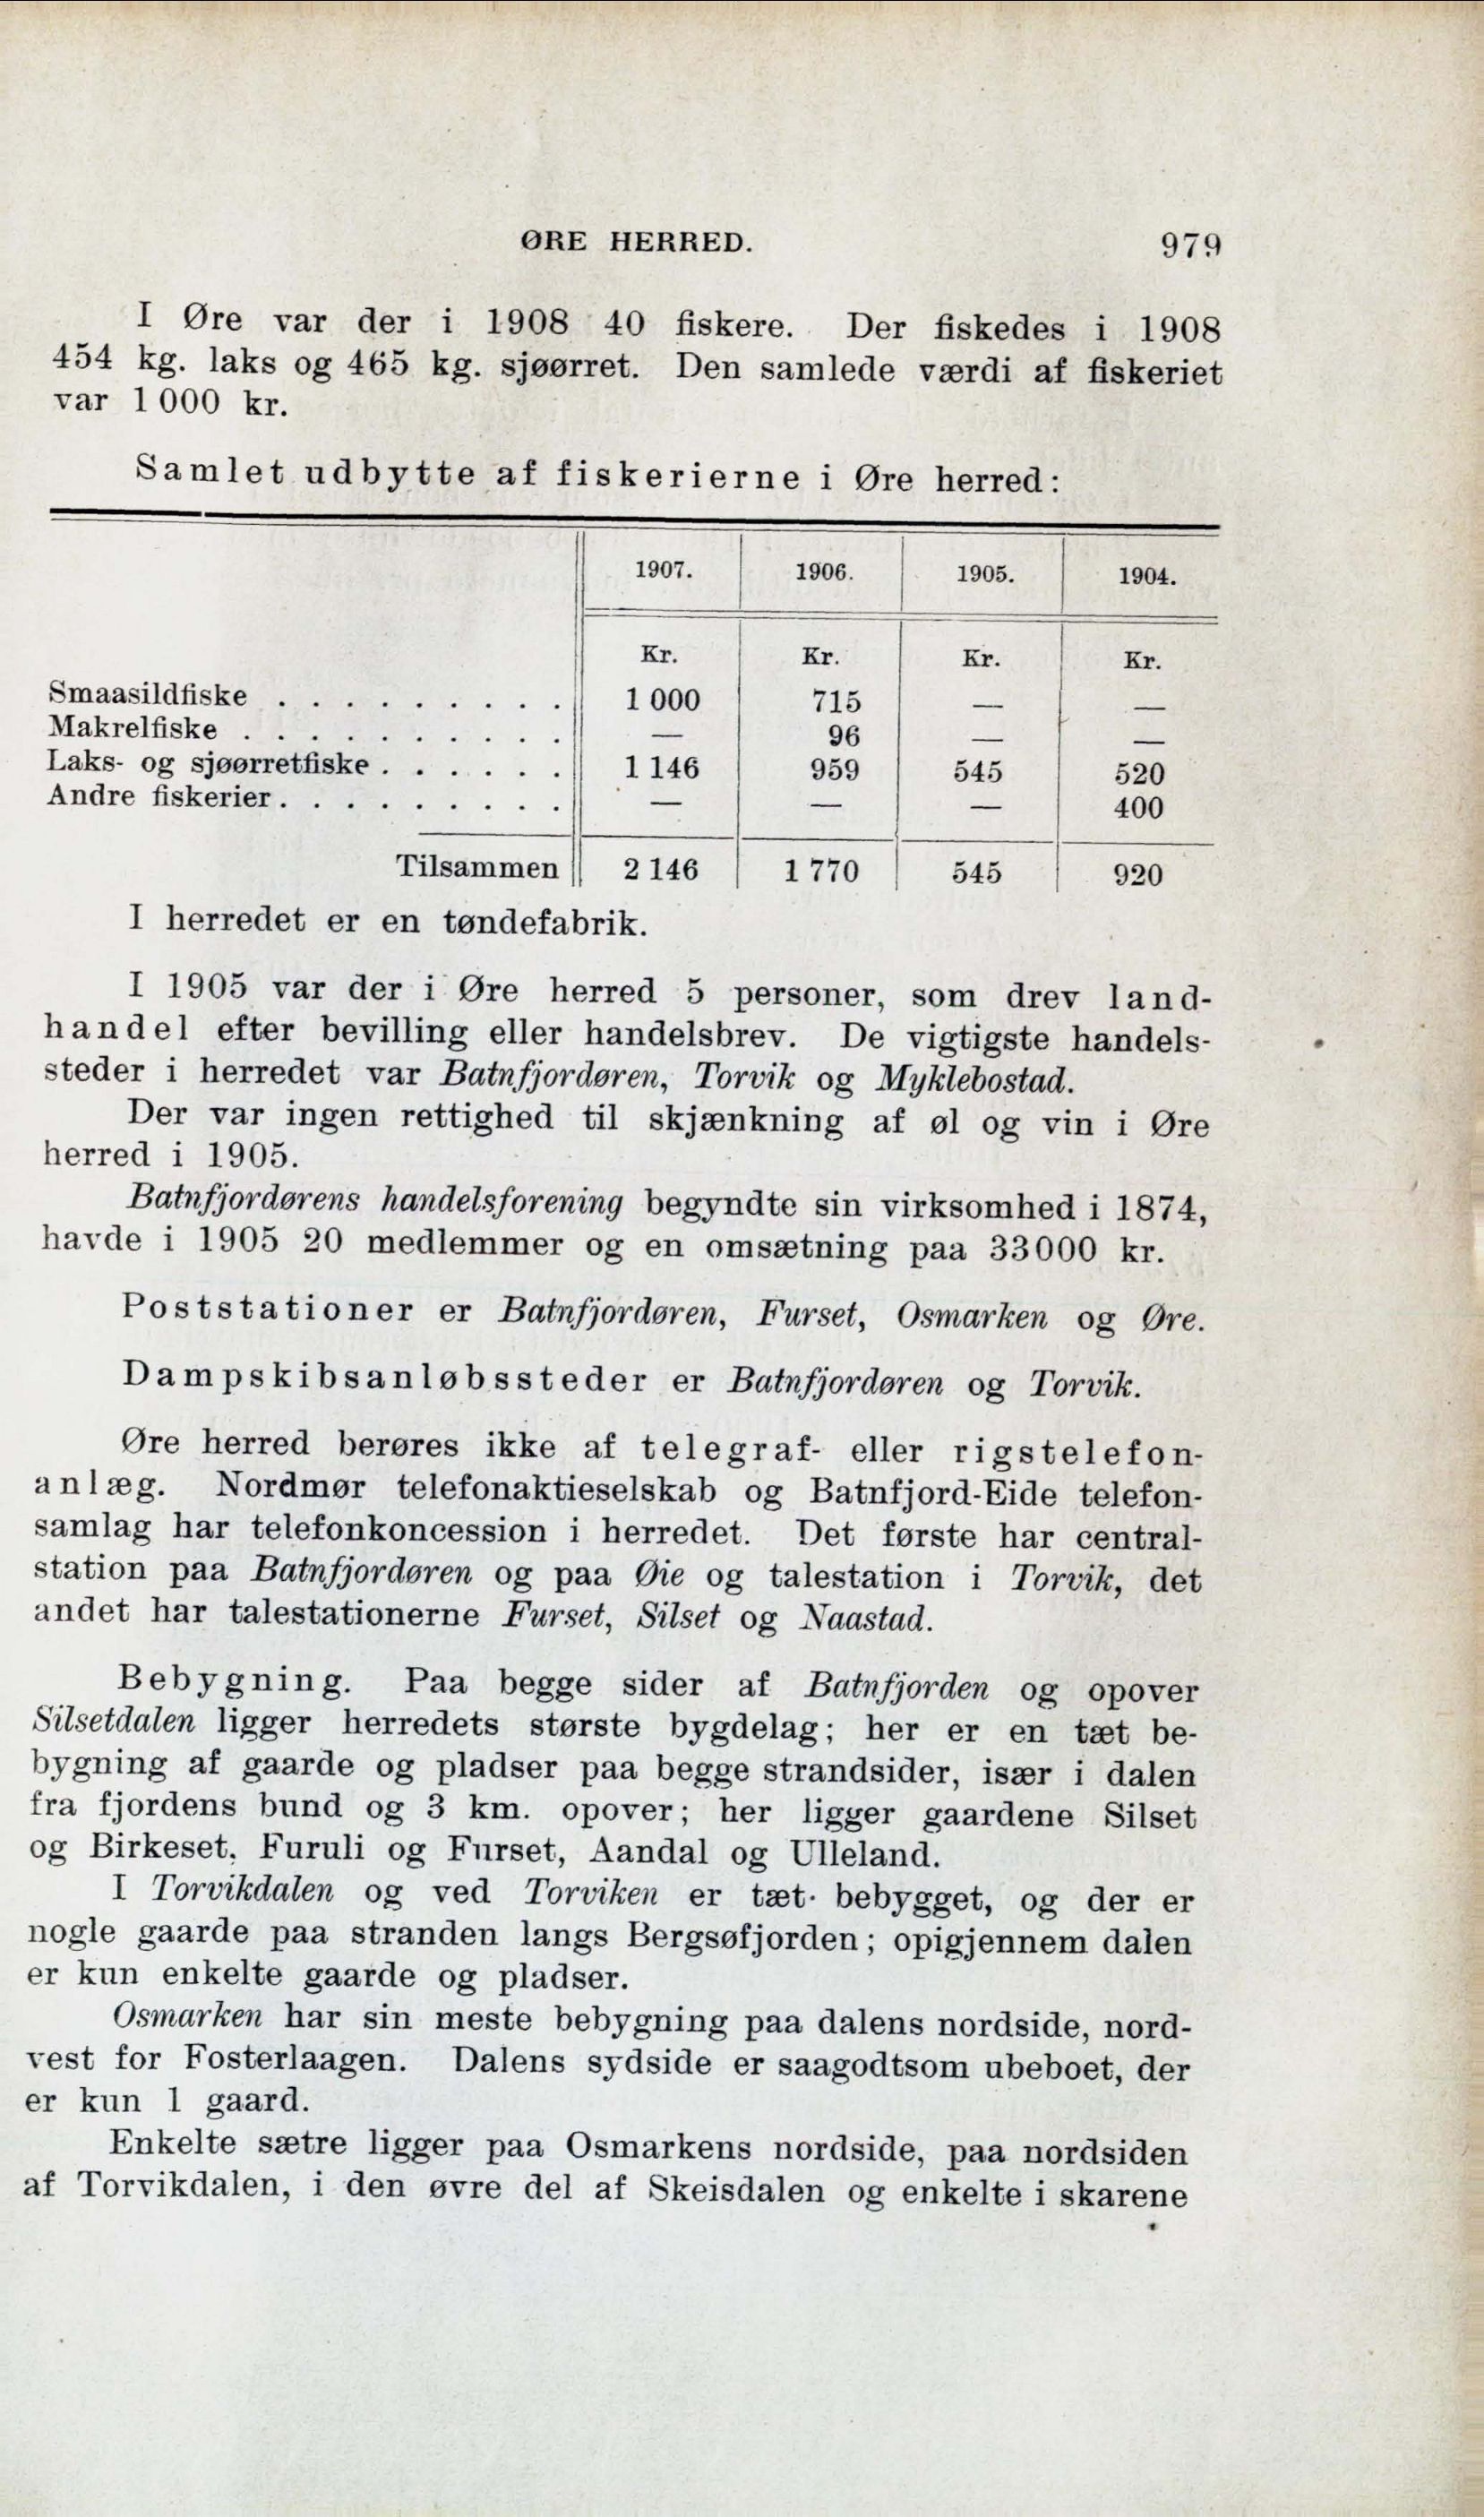 ØRE HERRED. 979
I Øre var der i 1908 40 fiskere. Der fiskedes i 1908
454 kg. laks og 465 kg. sjøørret. Den samlede værdi af fiskeriet
var 1 000 kr.
Samlet udbytte af fiskerierne i Øre herred:
1907. 1906. 1905. 1904.
Kr. Kr. Kr. Kr.
Smaasildfiske . . . . . . . . . 1 000 715 — —
Makrelfiske . . . . . . . . . . — 96 — —
Laks- og sjøørretfiske . . . . . . 1 146 959 545 520
Andre fiskerier . . . . . . . . . — — — 400
Tilsammen 2 146 1 770 545 920
I herredet er en tøndefabrik.
I 1905 var der i Øre herred 5 personer, som drev land-
handel efter bevilling eller handelsbrev. De vigtigste handels-
steder i herredet var Batnfjordøren, Torvik og Myklebostad.
Der var ingen rettighed til skjænkning af øl og vin i Øre
herred i 1905.
Batnfjordørens handelsforening begyndte sin virksomhed i 1874,
havde i 1905 20 medlemmer og en omsætning paa 33 000 kr.
Poststationer er Batnfjordøren, Furset, Osmarken og Øre.
Dampskibsanløbssteder er Batnfjordøren og Torvik.
Øre herred berøres ikke af telegraf- eller rigstelefon-
anlæg. Nordmør telefonaktieselskab og Batnfjord-Eide telefon-
samlag har telefonkoncession i herredet. Det første har central-
station paa Batnfjordøren og paa Øie og talestation i Torvik, det
andet har talestationerne Furset, Silset og Naastad.
Bebygning. Paa begge sider af Batnfjorden og opover
Silsetdalen ligger herredets største bygdelag; her er en tæt be-
bygning af gaarde og pladser paa begge strandsider, især i dalen
fra fjordens bund og 3 km. opover; her ligger gaardene Silset
og Birkeset, Furuli og Furset, Aandal og Ulleland.
I Torvikdalen og ved Torviken er tæt bebygget, og der er
nogle gaarde paa stranden langs Bergsøfjorden; opigjennem dalen
er kun enkelte gaarde og pladser.
Osmarken har sin meste bebygning paa dalens nordside, nord-
vest for Fosterlaagen. Dalens sydside er saagodtsom ubeboet, der
er kun 1 gaard.
Enkelte sætre ligger paa Osmarkens nordside, paa nordsiden
af Torvikdalen, i den øvre del af Skeisdalen og enkelte i skarene